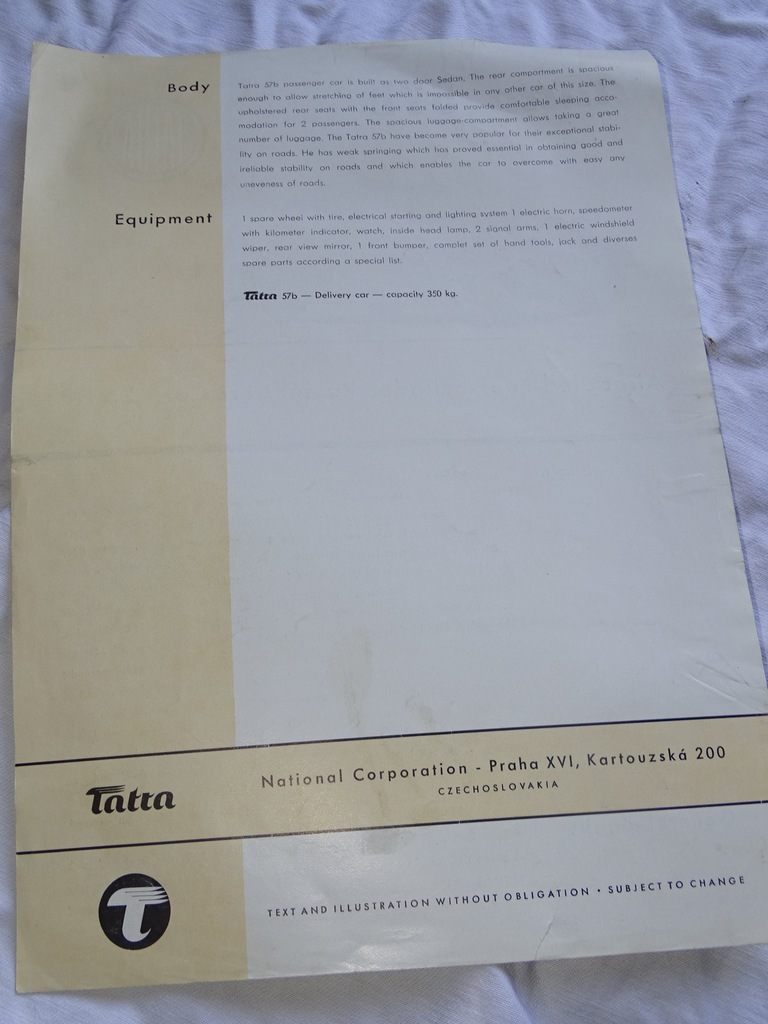 Body
Tatra 57b passenger car is built as two door Sedan. The rear compartment is spacious
enough to allow stretching of feet which is impossible in any other car of this size. The
upholstered rear seats with the front seats folded provide comfortable sleeping acco-
modation for 2 passengers. The spacious luggage-compartment allows taking a great
number of luggage. The Tatra 57b have become very popular for their exceptional stabi-
lity on roads. He has weak springing which has proved essential in obtaining good and
ireliable stability on roads and which enables the car to overcome with easy any
uneveness of roads.
Equipment
1 spare wheel with tire, electrical starting and lighting system 1 electric horn, speedometer
with kilometer indicator, watch, inside head lamp, 2 signal arms, 1 electric windshield
wiper, rear view mirror, 1 front bumper, complet set of hand tools, jack and diverses
spare parts according a special list.
Tatra 57b — Delivery car — capacity 350 kg.
Tatra
National Corporation - Praha XVI, Kartouzská 200
CZECHOSLOVAKIA
T
TEXT AND ILLUSTRATION WITHOUT OBLIGATION • SUBJECT TO CHANGE